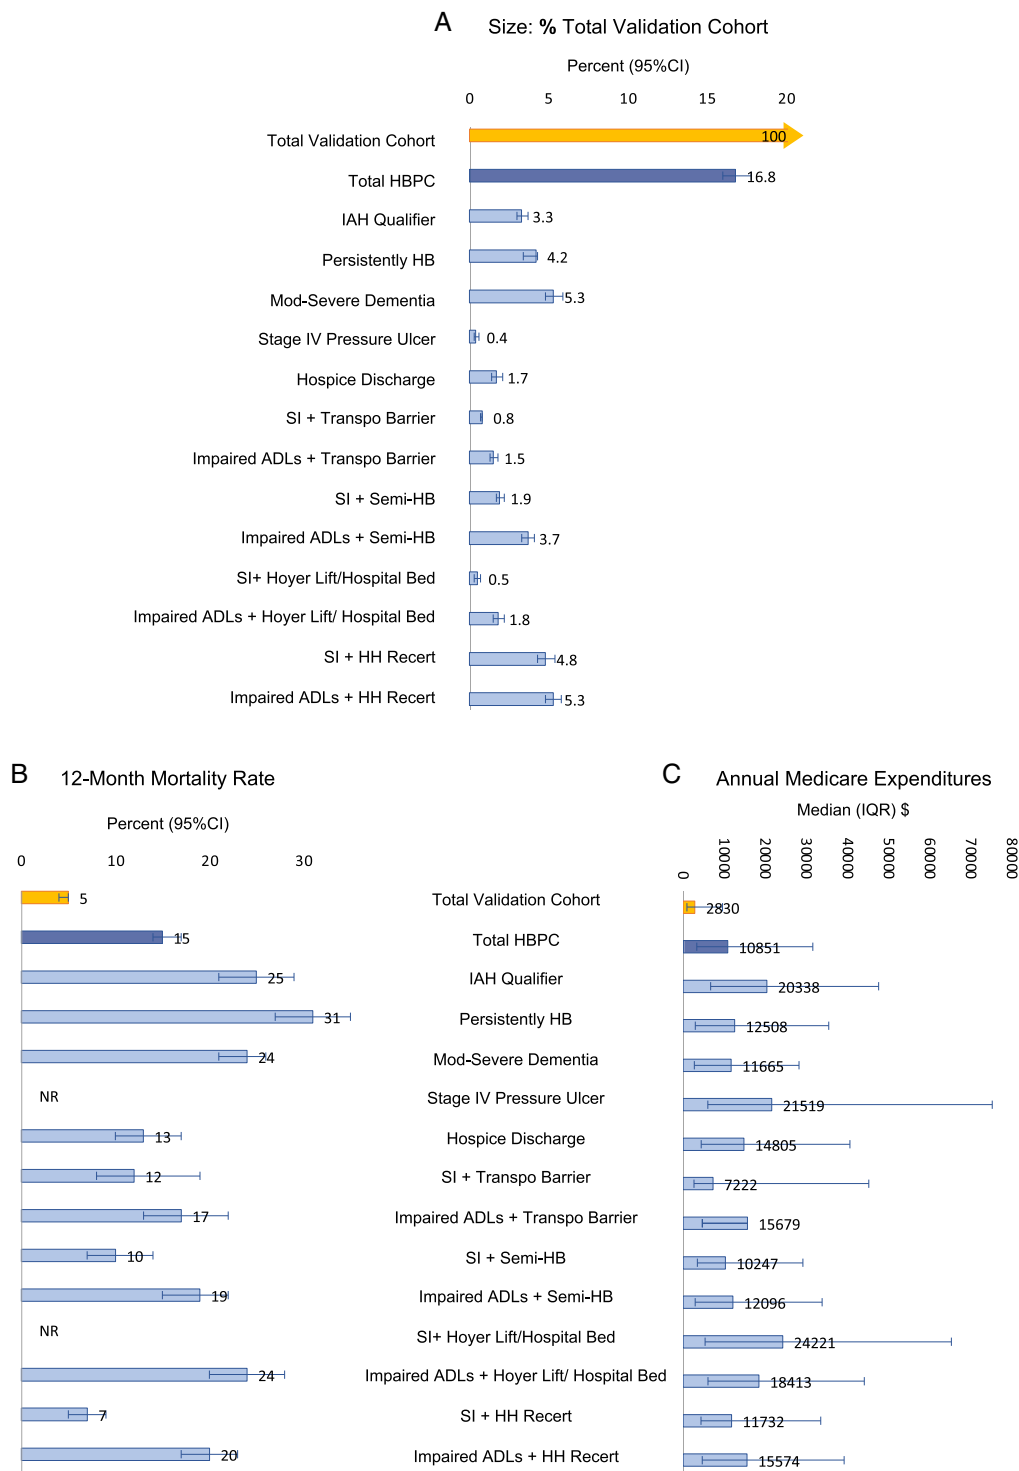 A Size: % Total Validation Cohort
Percent (95%CI)
0 5 10 15 20
Total Validation Cohort 100
Total HBPC 16.8
IAH Qualifier 3.3
Persistently HB 4.2
Mod-Severe Dementia 5.3
Stage IV Pressure Ulcer 0.4
Hospice Discharge 1.7
SI + Transpo Barrier 0.8
Impaired ADLs + Transpo Barrier 1.5
SI + Semi-HB 1.9
Impaired ADLs + Semi-HB 3.7
SI+ Hoyer Lift/Hospital Bed 0.5
Impaired ADLs + Hoyer Lift/ Hospital Bed 1.8
SI + HH Recert 4.8
Impaired ADLs + HH Recert 5.3
B 12-Month Mortality Rate
Percent (95%CI)
0 10 20 30
C Annual Medicare Expenditures
Median (IQR) $
0 10000 20000 30000 40000 50000 60000 70000 80000
5 Total Validation Cohort 2830
15 Total HBPC 10851
25 IAH Qualifier 20338
31 Persistently HB 12508
24 Mod-Severe Dementia 11665
NR Stage IV Pressure Ulcer 21519
13 Hospice Discharge 14805
12 SI + Transpo Barrier 7222
17 Impaired ADLs + Transpo Barrier 15679
10 SI + Semi-HB 10247
19 Impaired ADLs + Semi-HB 12096
NR SI+ Hoyer Lift/Hospital Bed 24221
24 Impaired ADLs + Hoyer Lift/ Hospital Bed 18413
7 SI + HH Recert 11732
20 Impaired ADLs + HH Recert 15574